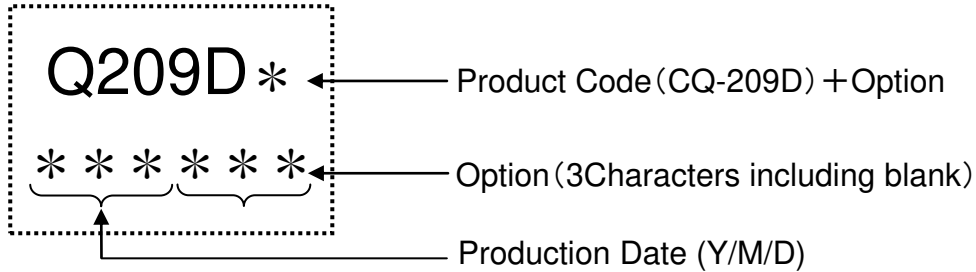 Q209D＊ Product Code（CQ-209D）＋Option
＊＊＊＊＊＊ Option（3Characters including blank）
Production Date (Y/M/D)